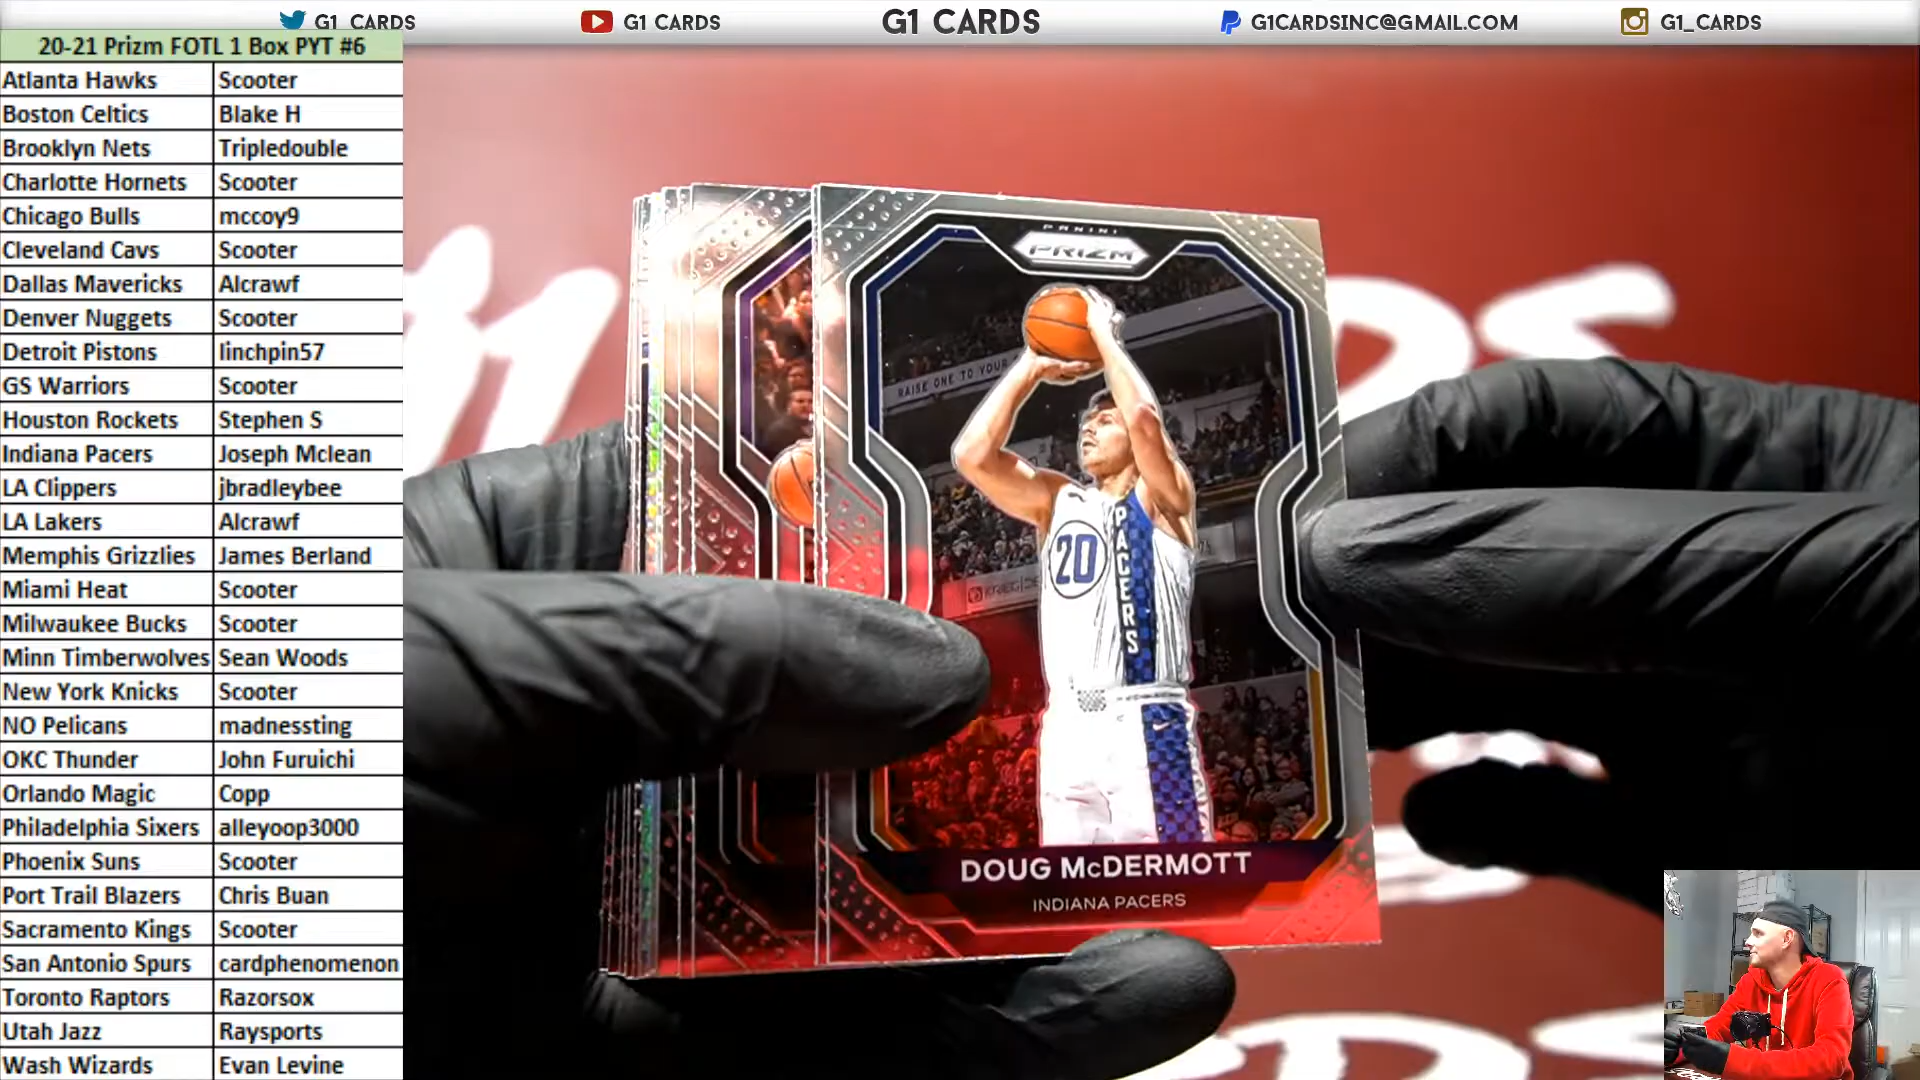 G1 CARDS
G1 CARDS
G1 CARDS
G1CARDSINC@GMAIL.COM
G1_CARDS
20-21 Prizm FOTL 1 Box PYT #6
Atlanta Hawks Scooter
Boston Celtics Blake H
Brooklyn Nets Tripledouble
Charlotte Hornets Scooter
Chicago Bulls mccoy9
Cleveland Cavs Scooter
Dallas Mavericks Alcrawf
Denver Nuggets Scooter
Detroit Pistons linchpin57
GS Warriors Scooter
Houston Rockets Stephen S
Indiana Pacers Joseph Mclean
LA Clippers jbradleybee
LA Lakers Alcrawf
Memphis Grizzlies James Berland
Miami Heat Scooter
Milwaukee Bucks Scooter
Minn Timberwolves Sean Woods
New York Knicks Scooter
NO Pelicans madnessting
OKC Thunder John Furuichi
Orlando Magic Copp
Philadelphia Sixers alleyoop3000
Phoenix Suns Scooter
Port Trail Blazers Chris Buan
Sacramento Kings Scooter
San Antonio Spurs cardphenomenon
Toronto Raptors Razorsox
Utah Jazz Raysports
Wash Wizards Evan Levine
PANINI
PRIZM
RAISE ONE TO YOUR
20
PACERS
DOUG McDERMOTT
INDIANA PACERS